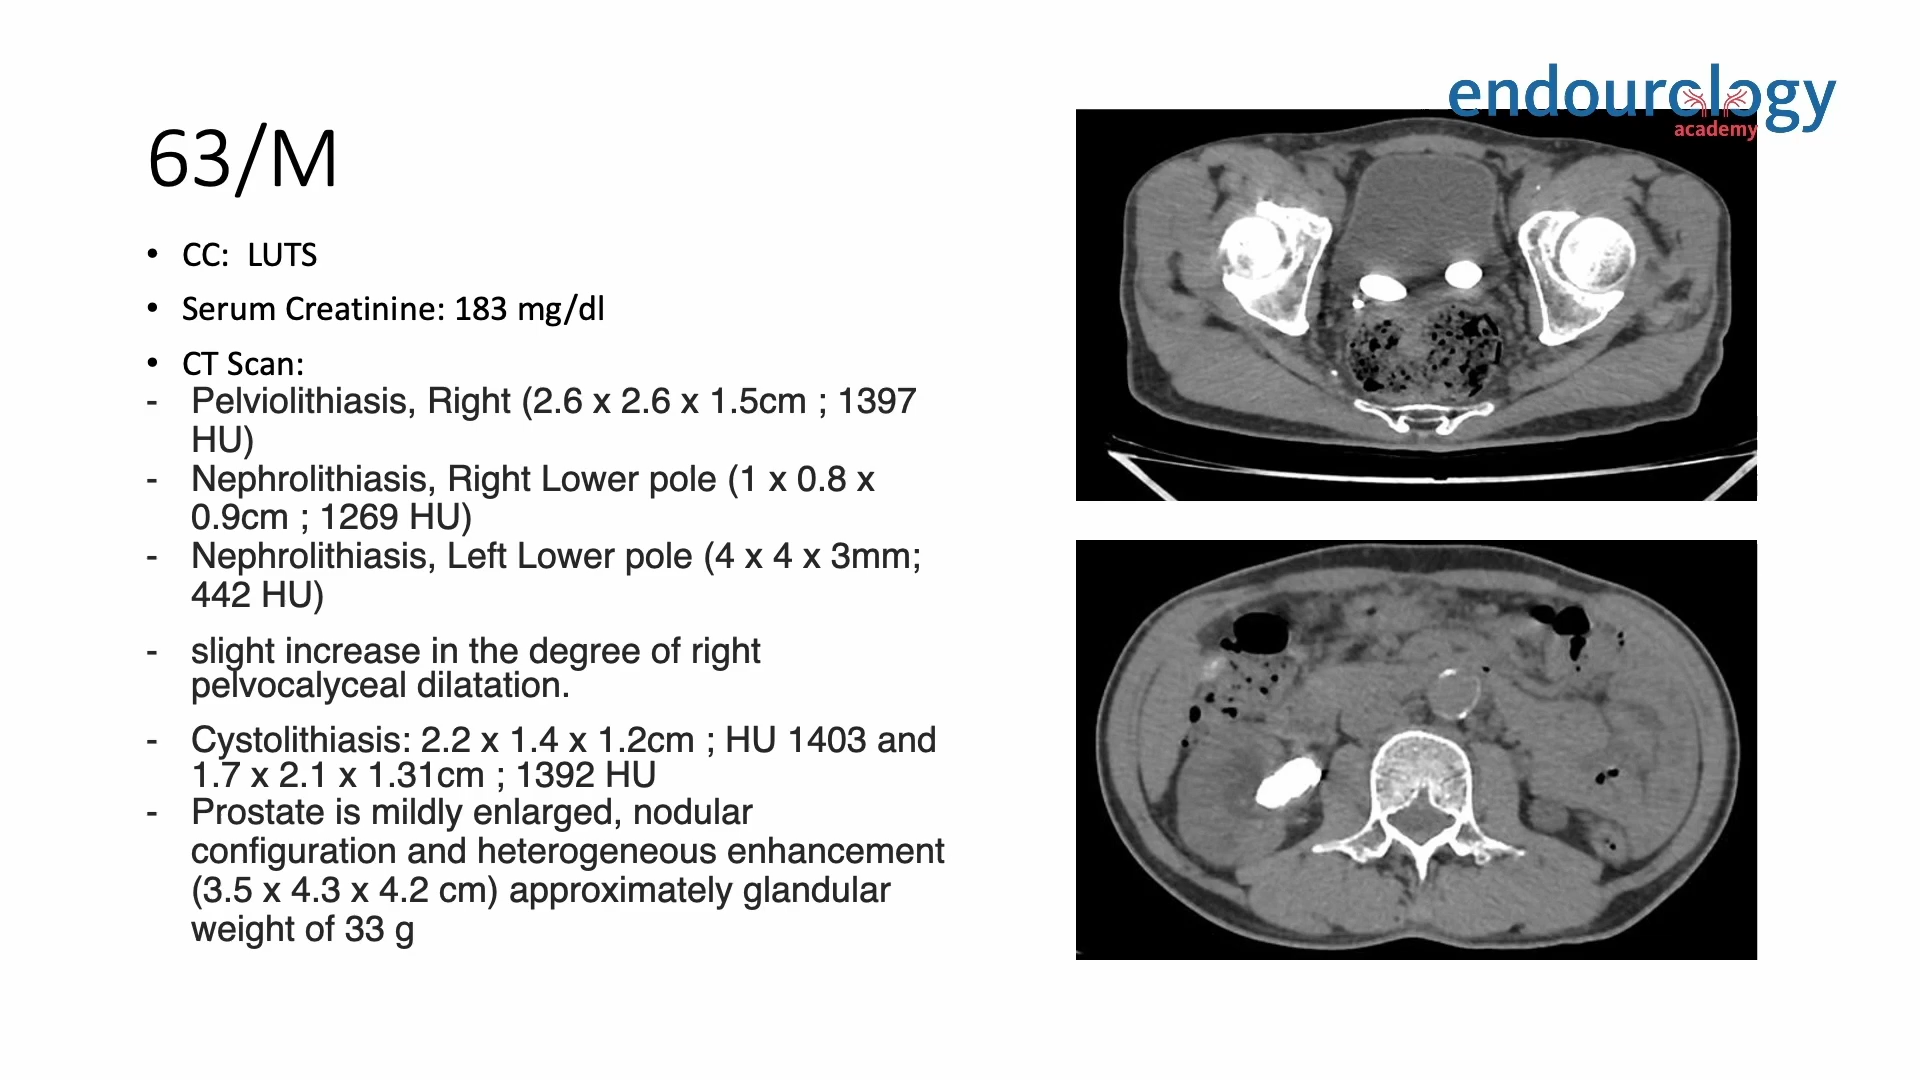 endourology
academy
63/M
• CC: LUTS
• Serum Creatinine: 183 mg/dl
• CT Scan:
- Pelviolithiasis, Right (2.6 x 2.6 x 1.5cm ; 1397
HU)
- Nephrolithiasis, Right Lower pole (1 x 0.8 x
0.9cm ; 1269 HU)
- Nephrolithiasis, Left Lower pole (4 x 4 x 3mm;
442 HU)
- slight increase in the degree of right
pelvocalyceal dilatation.
- Cystolithiasis: 2.2 x 1.4 x 1.2cm ; HU 1403 and
1.7 x 2.1 x 1.31cm ; 1392 HU
- Prostate is mildly enlarged, nodular
configuration and heterogeneous enhancement
(3.5 x 4.3 x 4.2 cm) approximately glandular
weight of 33 g